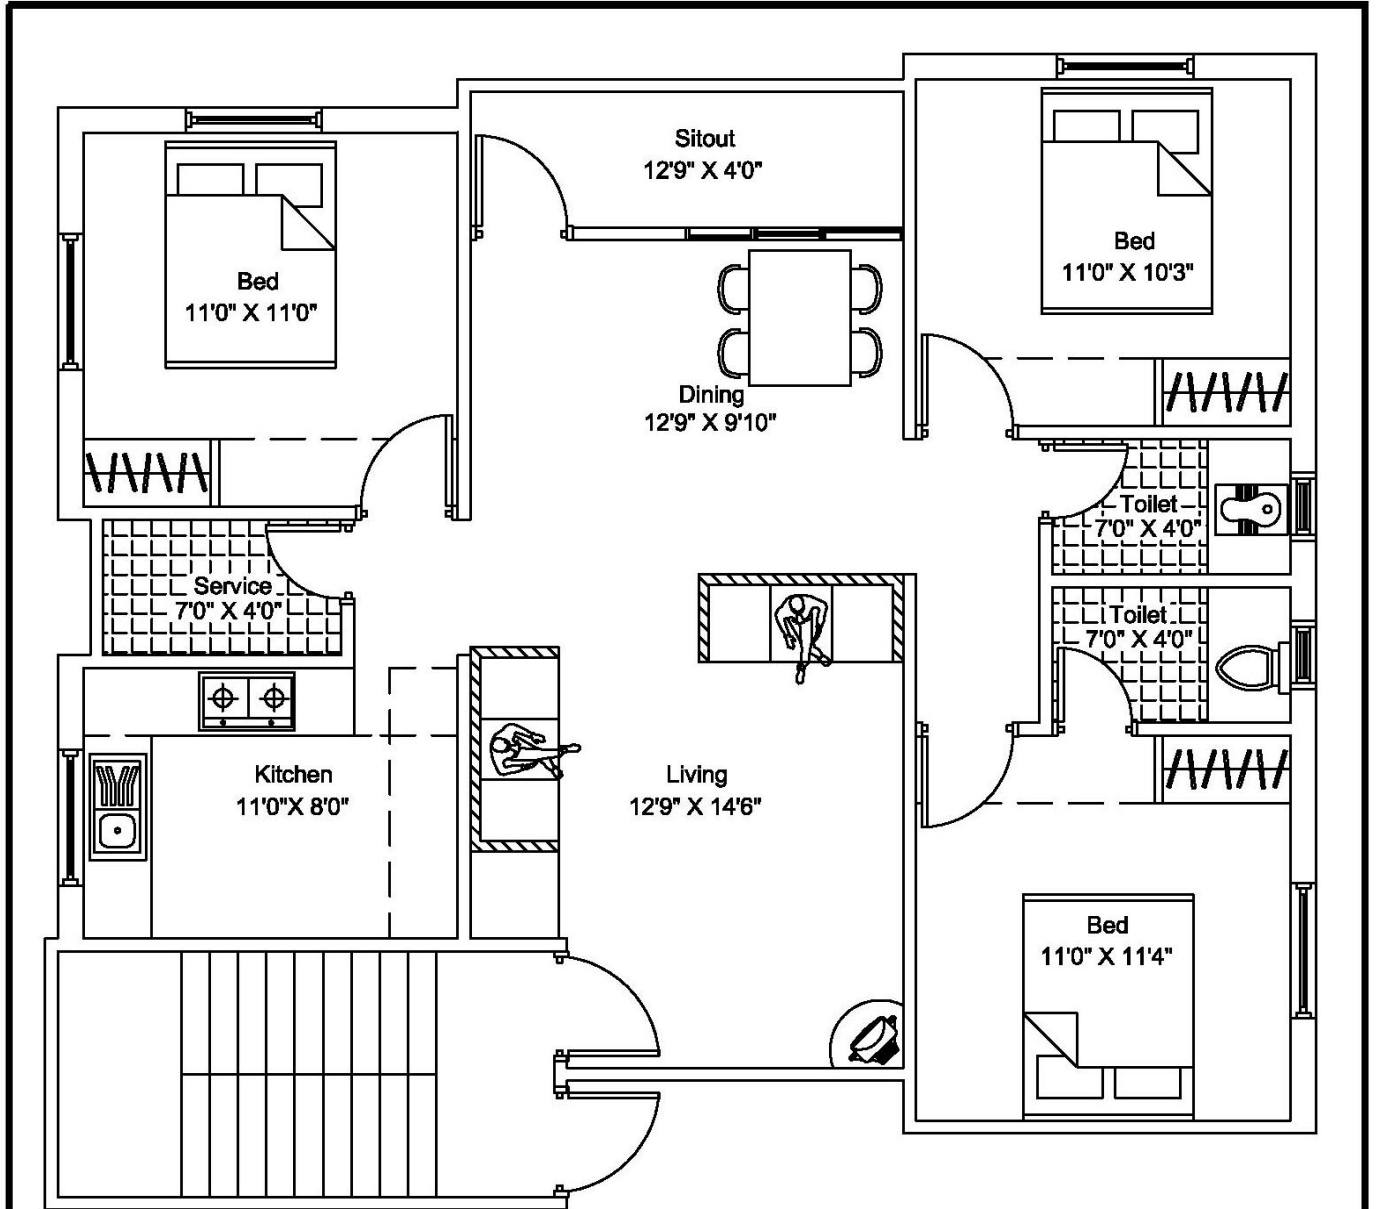 Sitout
12'9" X 4'0"
Bed
11'0" X 11'0"
Bed
11'0" X 10'3"
Dining
12'9" X 9'10"
Toilet
7'0" X 4'0"
Service
7'0" X 4'0"
Toilet
7'0" X 4'0"
Kitchen
11'0"X 8'0"
Living
12'9" X 14'6"
Bed
11'0" X 11'4"